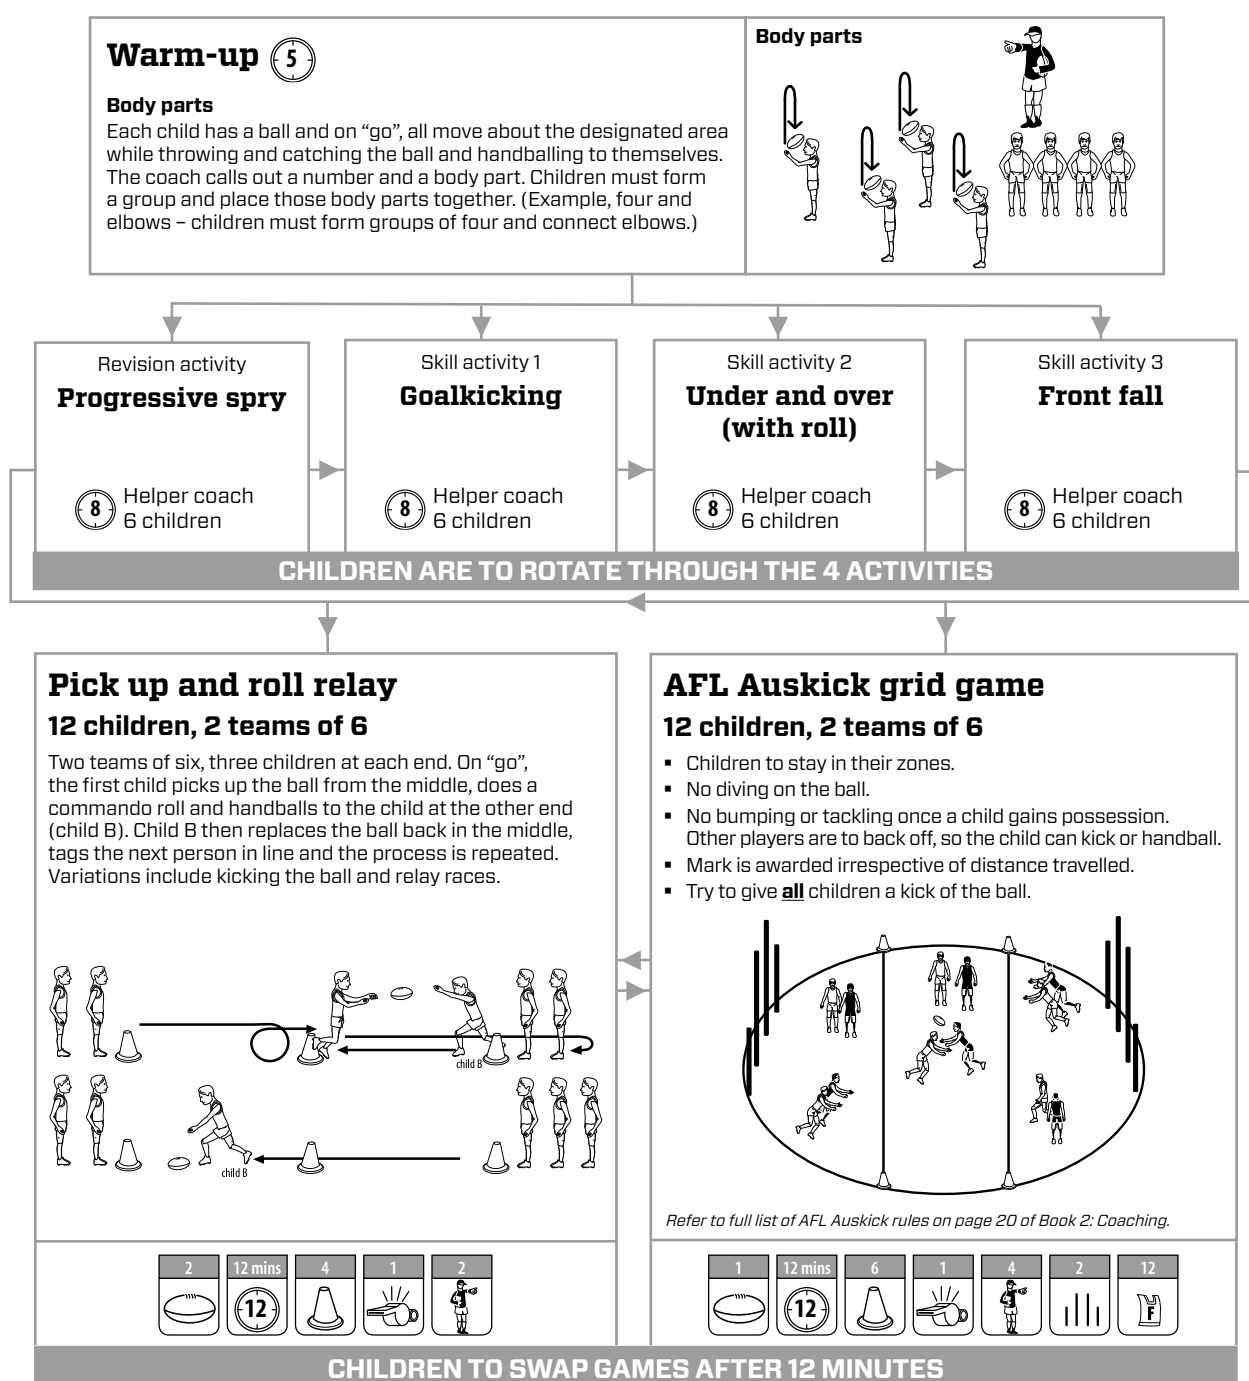 Warm-up 5
Body parts
Each child has a ball and on “go”, all move about the designated area
while throwing and catching the ball and handballing to themselves.
The coach calls out a number and a body part. Children must form
a group and place those body parts together. (Example, four and
elbows – children must form groups of four and connect elbows.)
Body parts
Revision activity
Progressive spry
8 Helper coach
6 children
Skill activity 1
Goalkicking
8 Helper coach
6 children
Skill activity 2
Under and over
(with roll)
8 Helper coach
6 children
Skill activity 3
Front fall
8 Helper coach
6 children
CHILDREN ARE TO ROTATE THROUGH THE 4 ACTIVITIES
Pick up and roll relay
12 children, 2 teams of 6
Two teams of six, three children at each end. On “go”,
the first child picks up the ball from the middle, does a
commando roll and handballs to the child at the other end
(child B). Child B then replaces the ball back in the middle,
tags the next person in line and the process is repeated.
Variations include kicking the ball and relay races.
child B
child B
2 12 mins 4 1 2
12
AFL Auskick grid game
12 children, 2 teams of 6
▪ Children to stay in their zones.
▪ No diving on the ball.
▪ No bumping or tackling once a child gains possession.
Other players are to back off, so the child can kick or handball.
▪ Mark is awarded irrespective of distance travelled.
▪ Try to give all children a kick of the ball.
Refer to full list of AFL Auskick rules on page 20 of Book 2: Coaching.
1 12 mins 6 1 4 2 12
12 F
CHILDREN TO SWAP GAMES AFTER 12 MINUTES